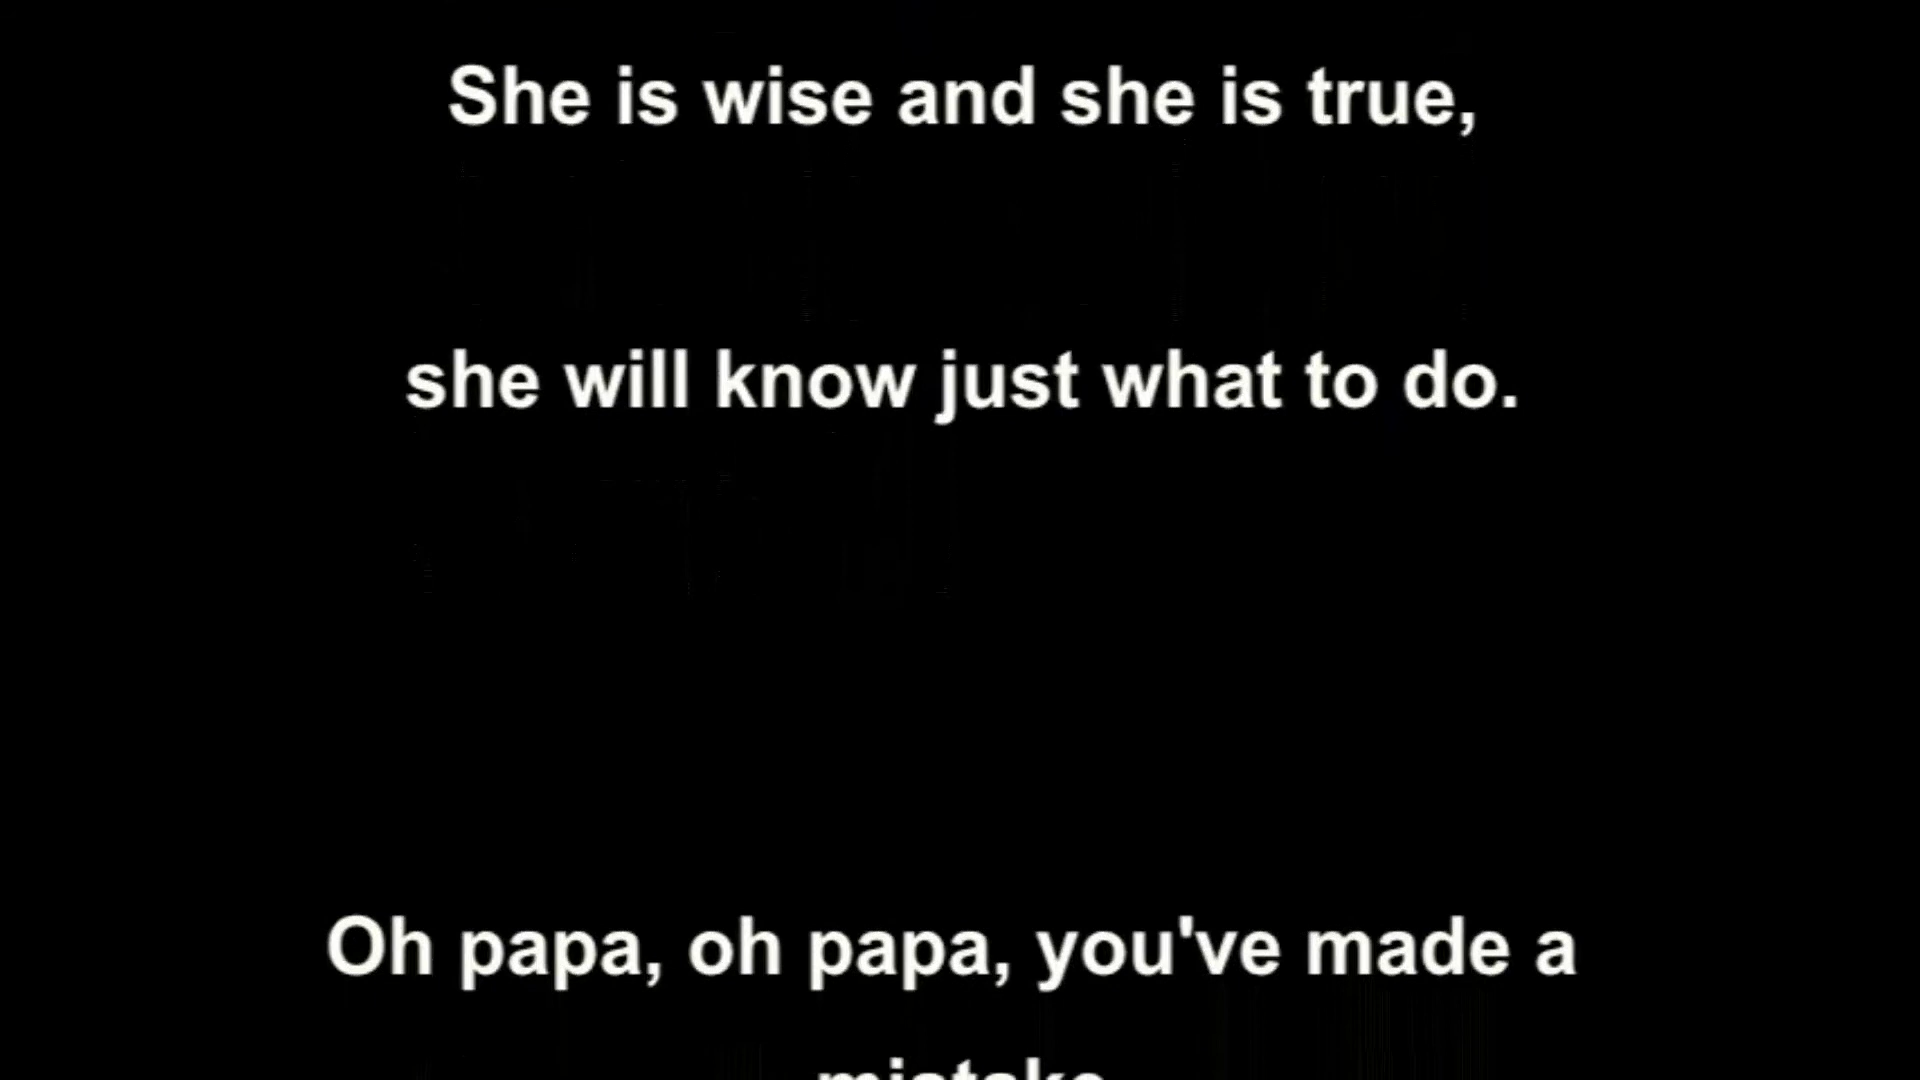 She is wise and she is true,
she will know just what to do.
Oh papa, oh papa, you've made a
mistake